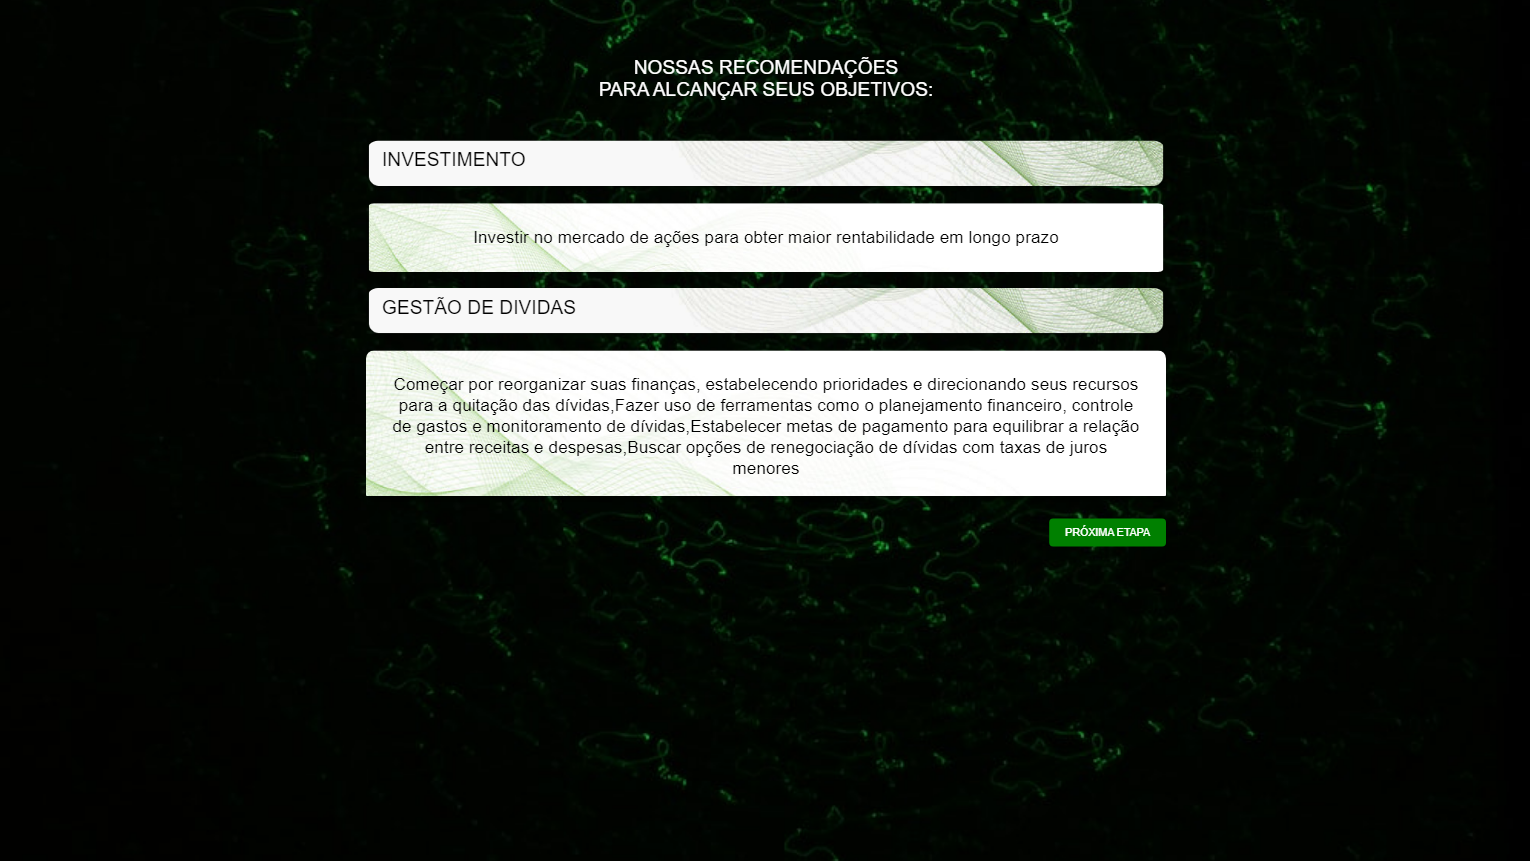 NOSSAS RECOMENDAÇÕES
PARA ALCANÇAR SEUS OBJETIVOS:
INVESTIMENTO
Investir no mercado de ações para obter maior rentabilidade em longo prazo
GESTÃO DE DIVIDAS
Começar por reorganizar suas finanças, estabelecendo prioridades e direcionando seus recursos
para a quitação das dívidas,Fazer uso de ferramentas como o planejamento financeiro, controle
de gastos e monitoramento de dívidas,Estabelecer metas de pagamento para equilibrar a relação
entre receitas e despesas,Buscar opções de renegociação de dívidas com taxas de juros
menores
PRÓXIMA ETAPA